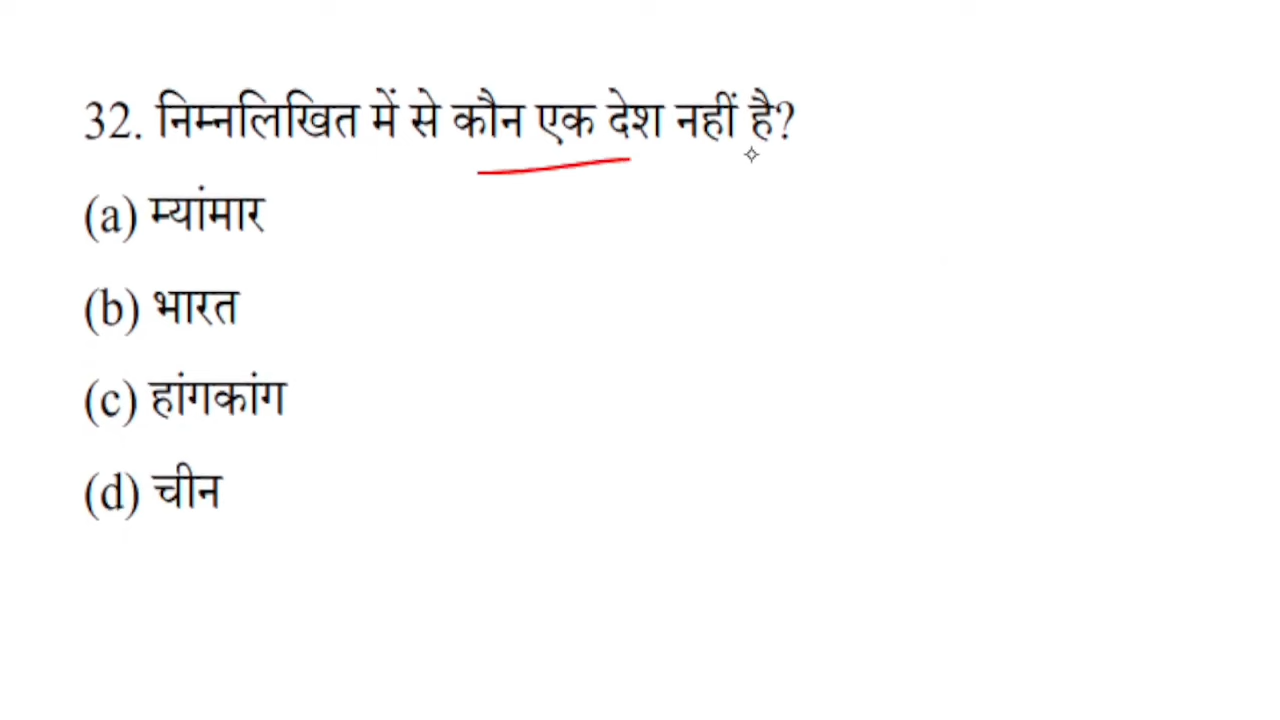 32. निम्नलिखित में से कौन एक देश नहीं है?
(a) म्यांमार
(b) भारत
(c) हांगकांग
(d) चीन